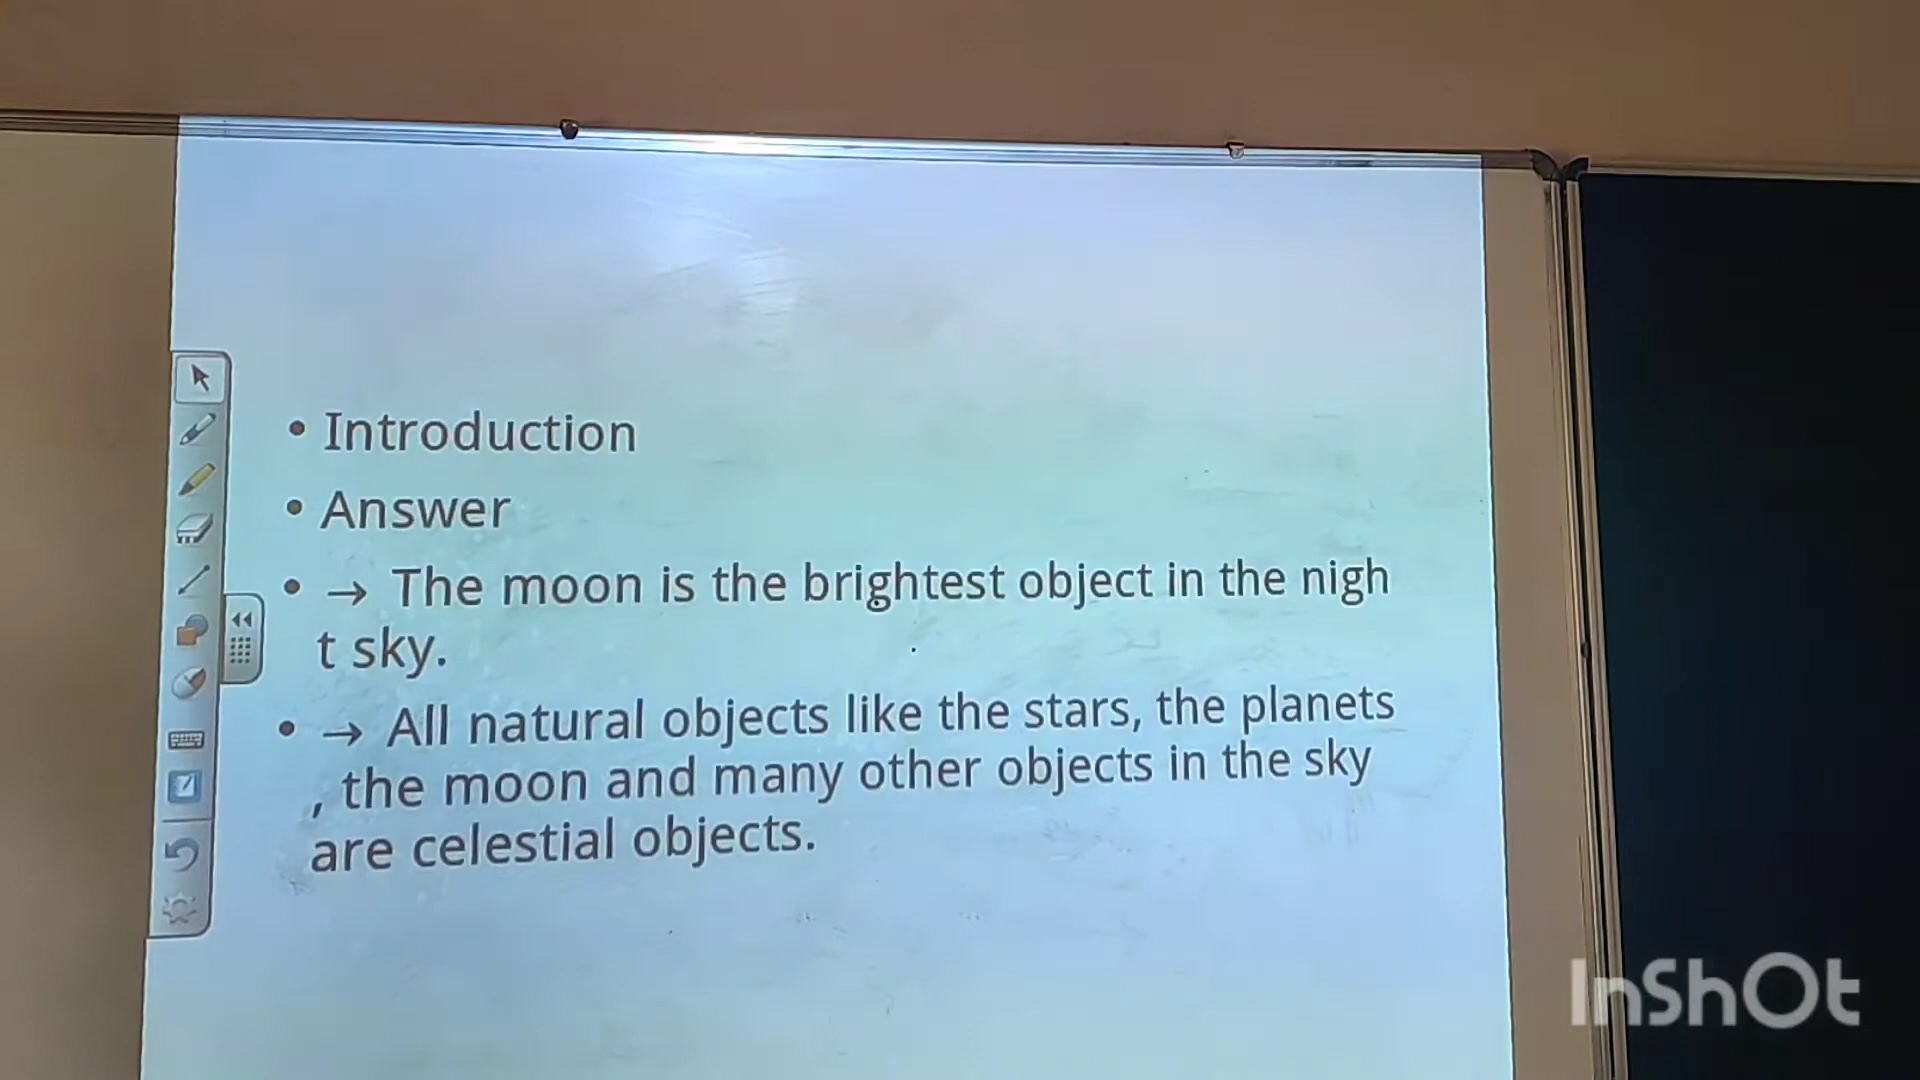 • Introduction
• Answer
• → The moon is the brightest object in the nigh
t sky.
• → All natural objects like the stars, the planets
, the moon and many other objects in the sky
are celestial objects.
InShOt